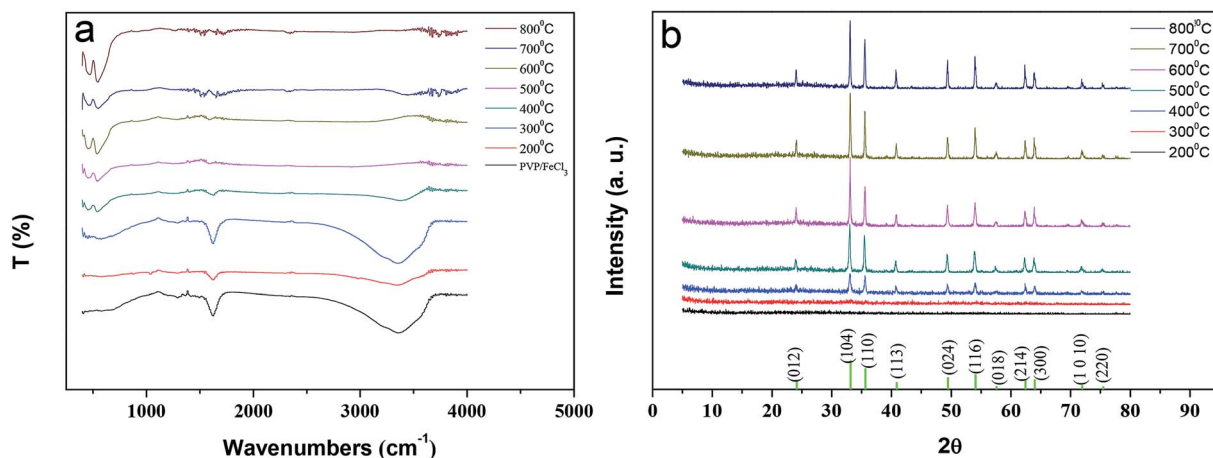 a
800⁰C
700⁰C
600⁰C
500⁰C
400⁰C
300⁰C
200⁰C
PVP/FeCl₃
T (%)
1000 2000 3000 4000 5000
Wavenumbers (cm⁻¹)
b
800¹⁰C
700⁰C
600⁰C
500⁰C
400⁰C
300⁰C
200⁰C
Intensity (a. u.)
(012)
(104)
(110)
(113)
(024)
(116)
(018)
(214)
(300)
(1 0 10)
(220)
0 10 20 30 40 50 60 70 80 90
2θ